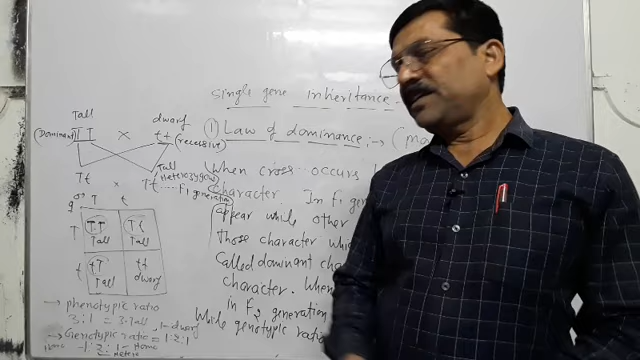 Single gene inheritance.
Tall dwarf
(Dominant) TT × tt (recessive)
① Law of dominance :→
Tall
Heterozygous
Tt × Tt .... F1 generation
When cross occurs
character. In F1
appear while other
Those character
called dominant
character. When
in F2 generation
While genotypic ratio
T t
T TT Tall Tt Tall
t tT Tall tt dwarf
→ phenotypic ratio
3:1 = 3-Tall 1-dwarf
→ Genotypic ratio = 1:2:1